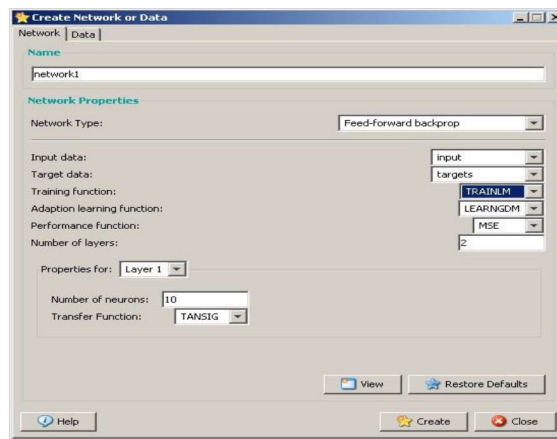 Create Network or Data
Network Data
Name
network1
Network Properties
Network Type: Feed-forward backprop
Input data: input
Target data: targets
Training function: TRAINLM
Adaption learning function: LEARNGDM
Performance function: MSE
Number of layers: 2
Properties for: Layer 1
Number of neurons: 10
Transfer Function: TANSIG
View Restore Defaults
Help Create Close